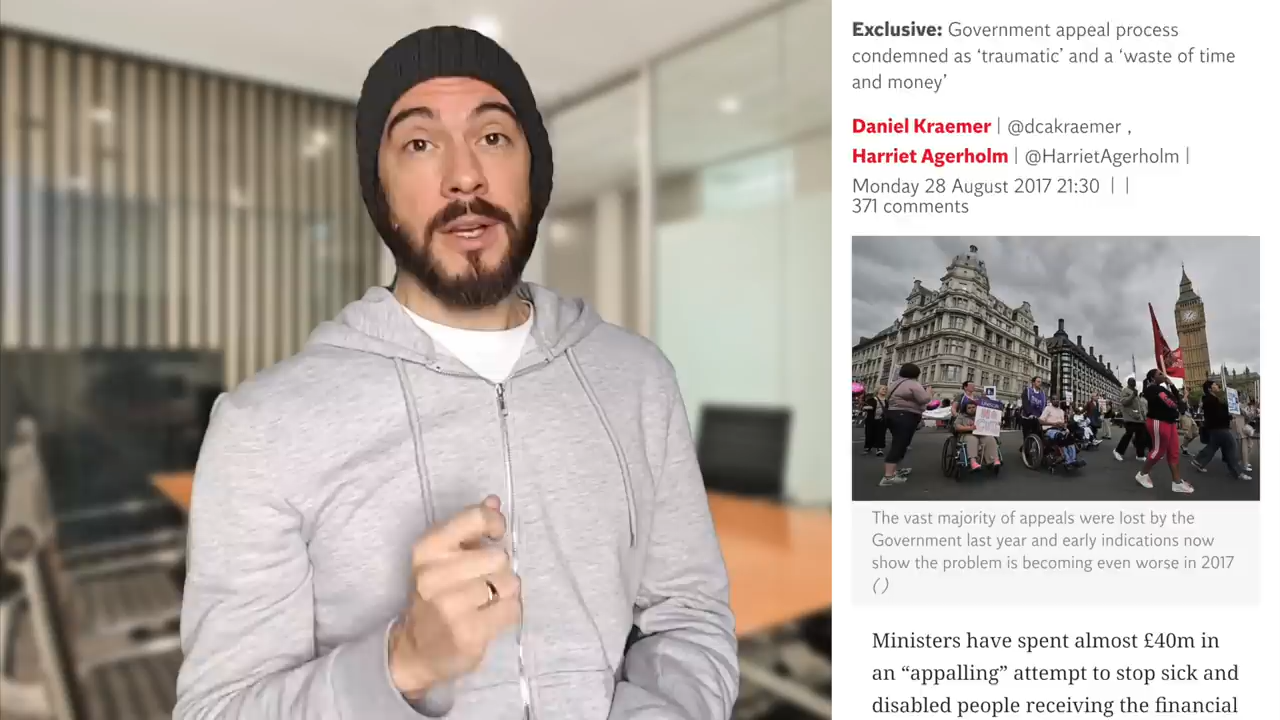 Exclusive: Government appeal process
condemned as ‘traumatic’ and a ‘waste of time
and money’
Daniel Kraemer | @dcakraemer ,
Harriet Agerholm | @HarrietAgerholm |
Monday 28 August 2017 21:30 | |
371 comments
The vast majority of appeals were lost by the
Government last year and early indications now
show the problem is becoming even worse in 2017
()
Ministers have spent almost £40m in
an “appalling” attempt to stop sick and
disabled people receiving the financial